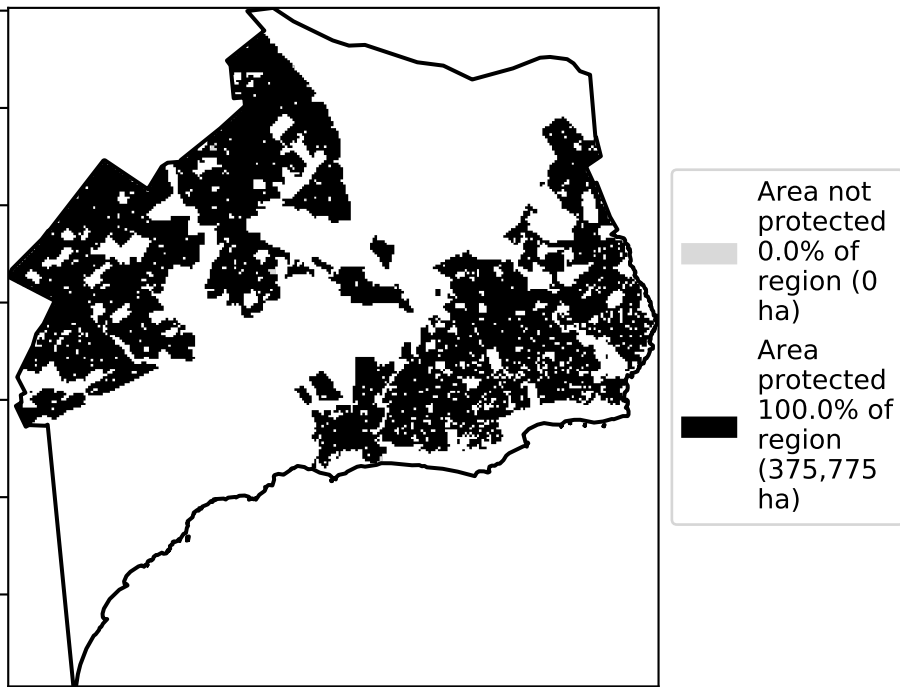 Area not
protected
0.0% of
region (0
ha)
Area
protected
100.0% of
region
(375,775
ha)